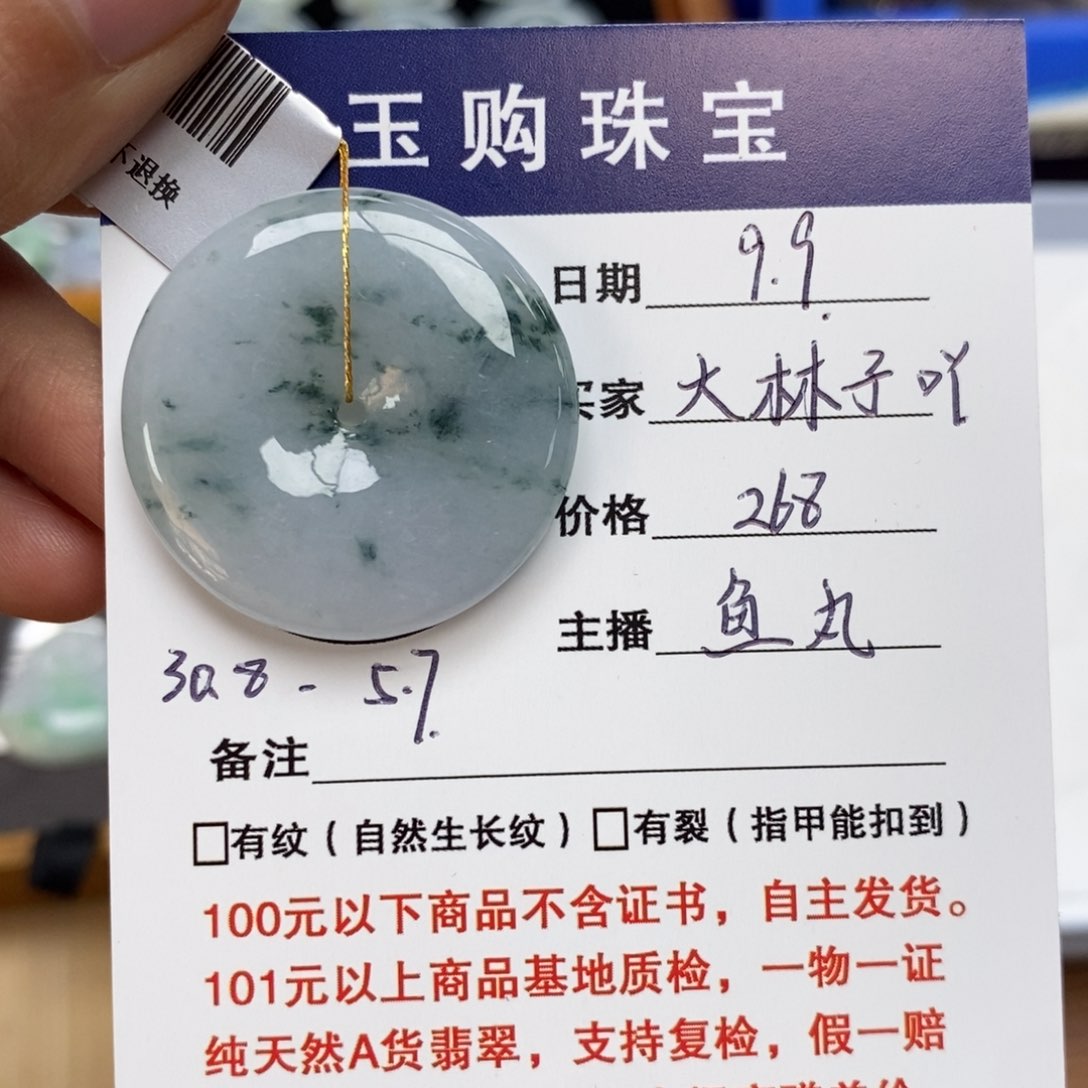 不退换
玉购珠宝
日期 9.9.
买家 大林子吖
价格 268
主播 鱼丸
30.8 - 5.7.
备注
□有纹（自然生长纹）□有裂（指甲能扣到）
100元以下商品不含证书，自主发货。
101元以上商品基地质检，一物一证
纯天然A货翡翠，支持复检，假一赔